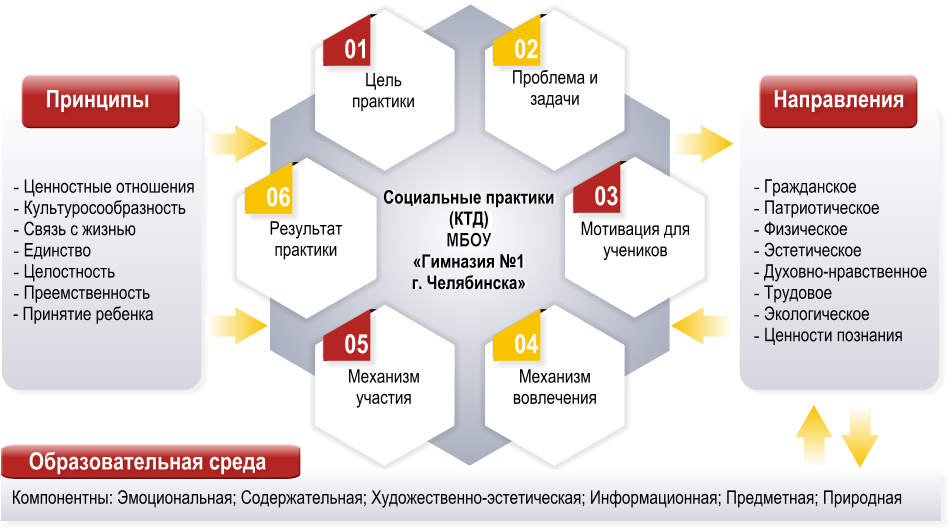 Принципы
- Ценностные отношения
- Культуросообразность
- Связь с жизнью
- Единство
- Целостность
- Преемственность
- Принятие ребенка
01
Цель
практики
02
Проблема и
задачи
03
Мотивация для
учеников
04
Механизм
вовлечения
05
Механизм
участия
06
Результат
практики
Социальные практики
(КТД)
МБОУ
«Гимназия №1
г. Челябинска»
Направления
- Гражданское
- Патриотическое
- Физическое
- Эстетическое
- Духовно-нравственное
- Трудовое
- Экологическое
- Ценности познания
Образовательная среда
Компонентны: Эмоциональная; Содержательная; Художественно-эстетическая; Информационная; Предметная; Природная